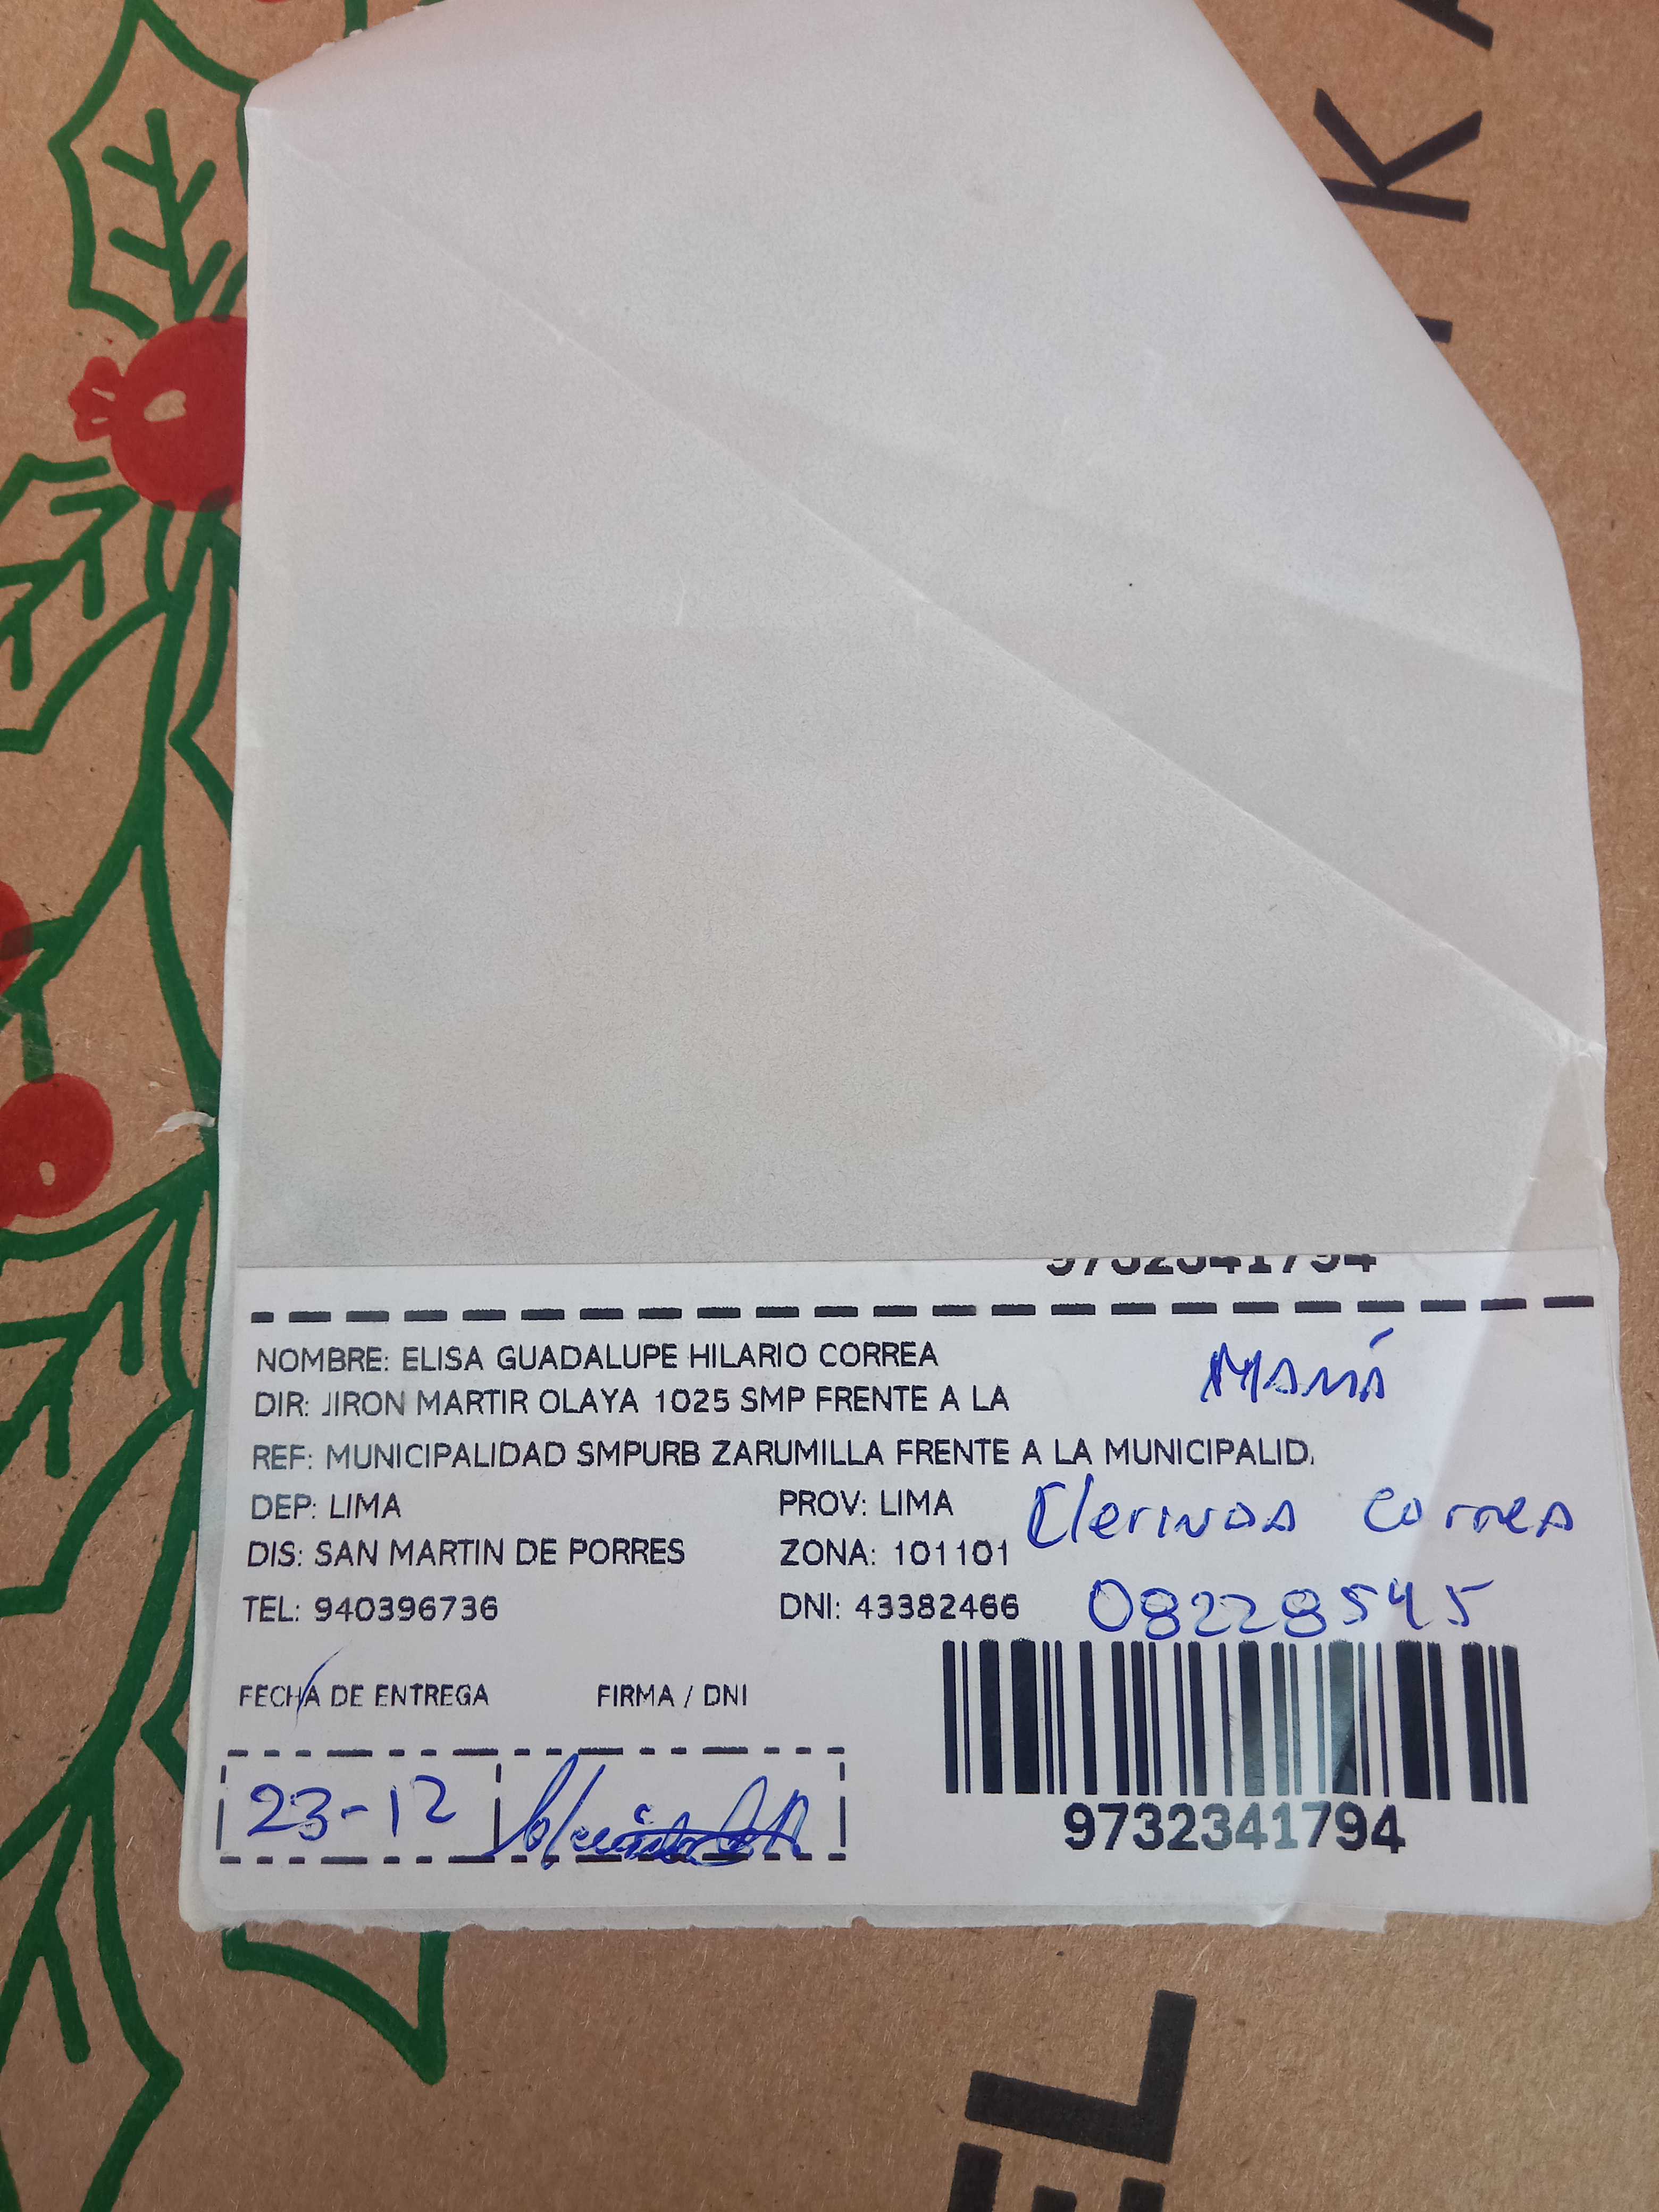 K
9732341794
NOMBRE: ELISA GUADALUPE HILARIO CORREA
MAMÁ
DIR: JIRON MARTIR OLAYA 1025 SMP FRENTE A LA
REF: MUNICIPALIDAD SMPURB ZARUMILLA FRENTE A LA MUNICIPALID.
DEP: LIMA PROV: LIMA
Correa
DIS: SAN MARTIN DE PORRES ZONA: 101101
TEL: 940396736 DNI: 43382466
08228545
FECHA DE ENTREGA FIRMA / DNI
23-12
9732341794
EL